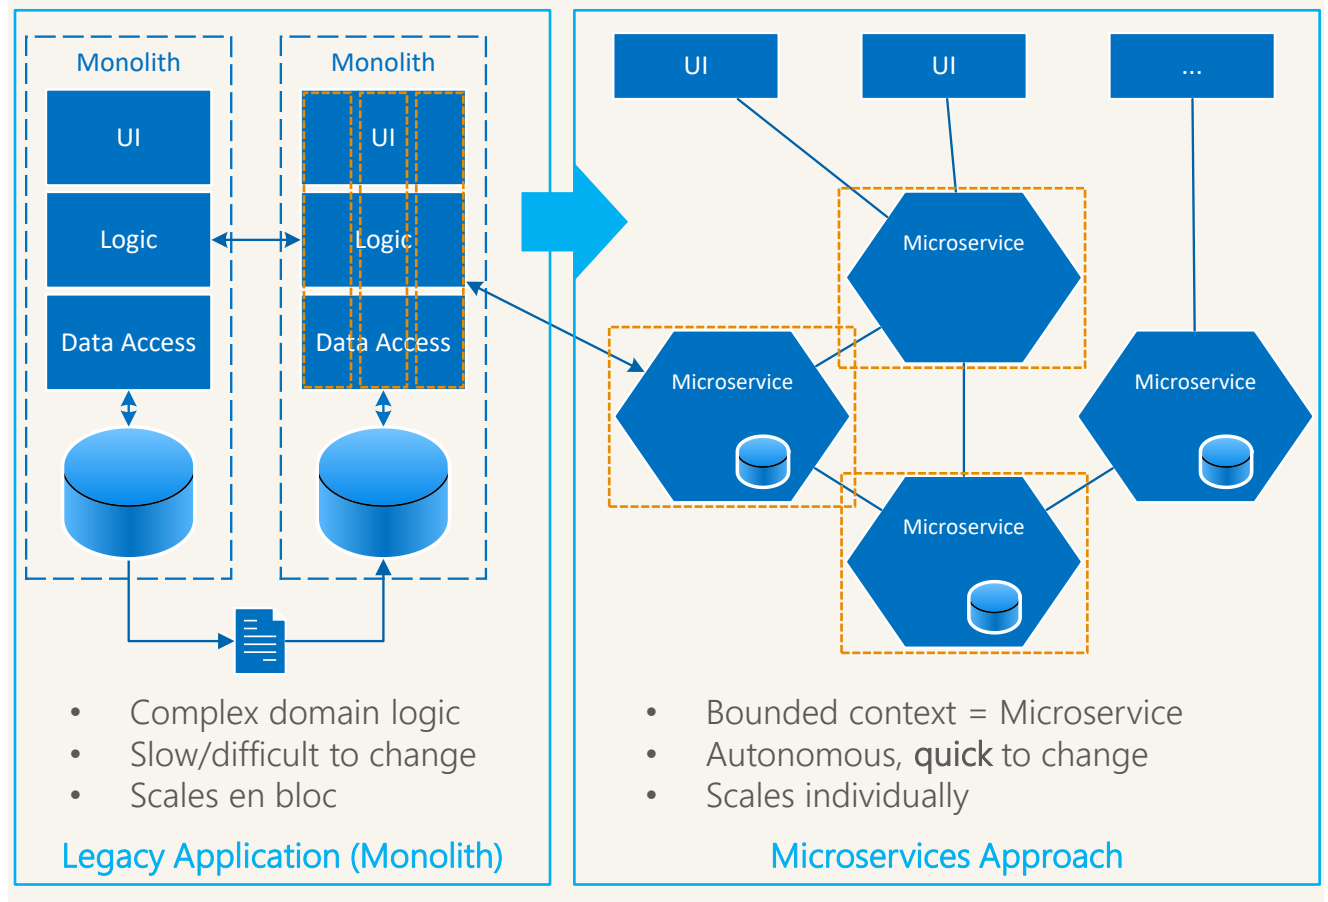 Monolith
UI
Logic
Data Access
Monolith
UI
Logic
Data Access
• Complex domain logic
• Slow/difficult to change
• Scales en bloc
Legacy Application (Monolith)
UI
UI
...
Microservice
Microservice
Microservice
Microservice
• Bounded context = Microservice
• Autonomous, quick to change
• Scales individually
Microservices Approach